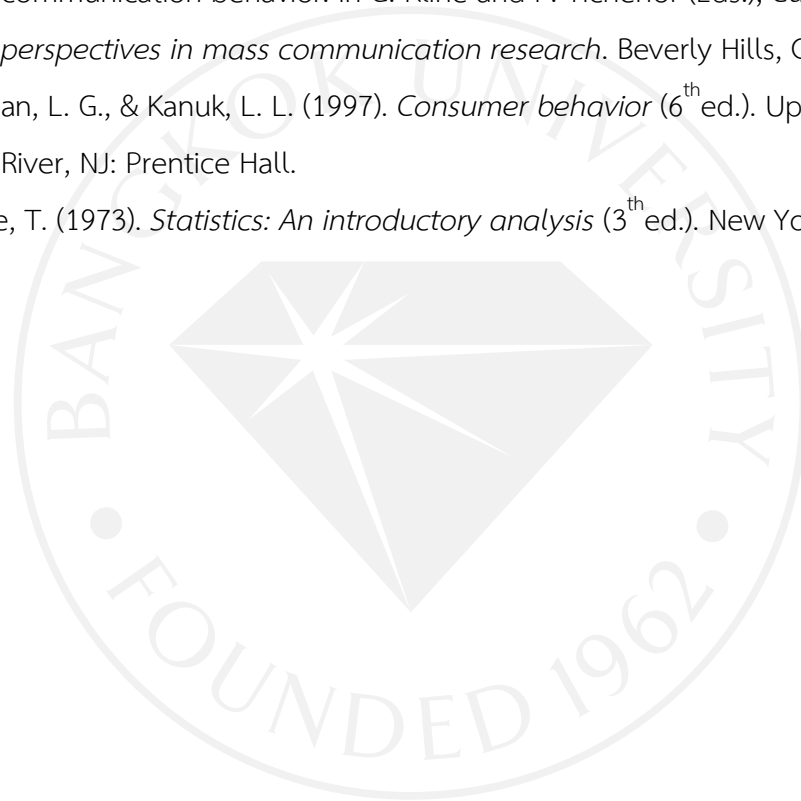 communication behavior. In G. Kline and Tichenor (Eds.), Cu
perspectives in mass communication research. Beverly Hills, C
an, L. G., & Kanuk, L. L. (1997). Consumer behavior (6th ed.). Up
River, NJ: Prentice Hall.
e, T. (1973). Statistics: An introductory analysis (3th ed.). New Yo
BANGKOK UNIVERSITY
FOUNDED 1962